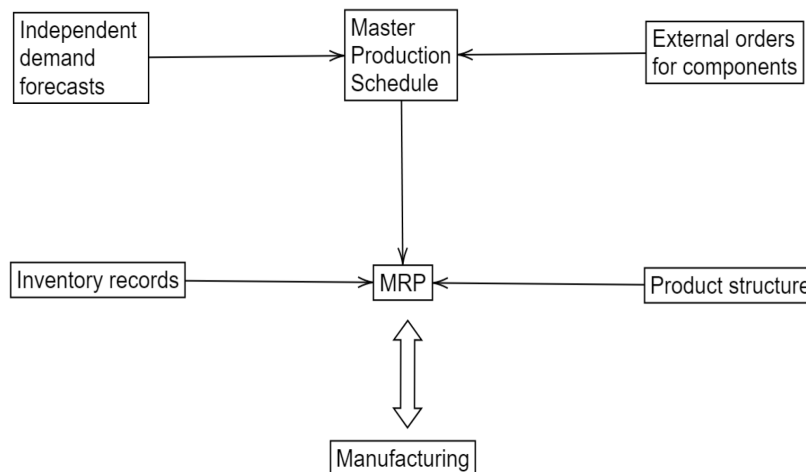 Independent
demand
forecasts
Master
Production
Schedule
External orders
for components
Inventory records
MRP
Product structure
Manufacturing